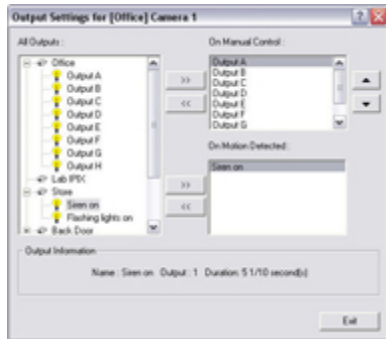 Output Settings for [Office] Camera 1
All Outputs :
Office
Output A
Output B
Output C
Output D
Output E
Output F
Output G
Output H
Lab IPIX
Store
Siren on
Flashing lights on
Back Door
>>
<<
>>
<<
On Manual Control :
Output A
Output B
Output C
Output D
Output E
Output F
Output G
On Motion Detected :
Siren on
Output Information
Name : Siren on Output : 1 Duration: 5 1/10 second(s)
Exit